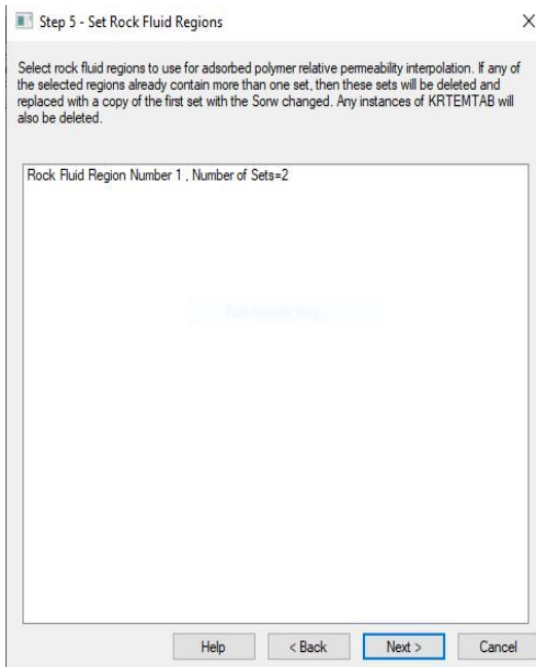 Step 5 - Set Rock Fluid Regions
Select rock fluid regions to use for adsorbed polymer relative permeability interpolation. If any of
the selected regions already contain more than one set, then these sets will be deleted and
replaced with a copy of the first set with the Sorw changed. Any instances of KRTEMTAB will
also be deleted.
Rock Fluid Region Number 1 , Number of Sets=2
Help
< Back
Next >
Cancel